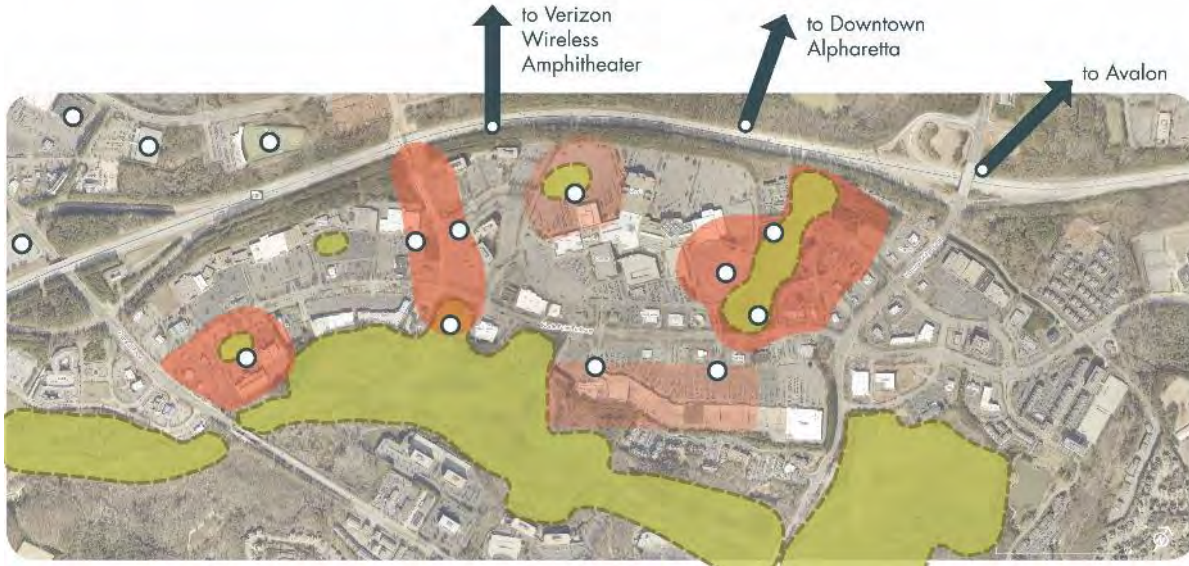 to Verizon
Wireless
Amphitheater
to Downtown
Alpharetta
to Avalon